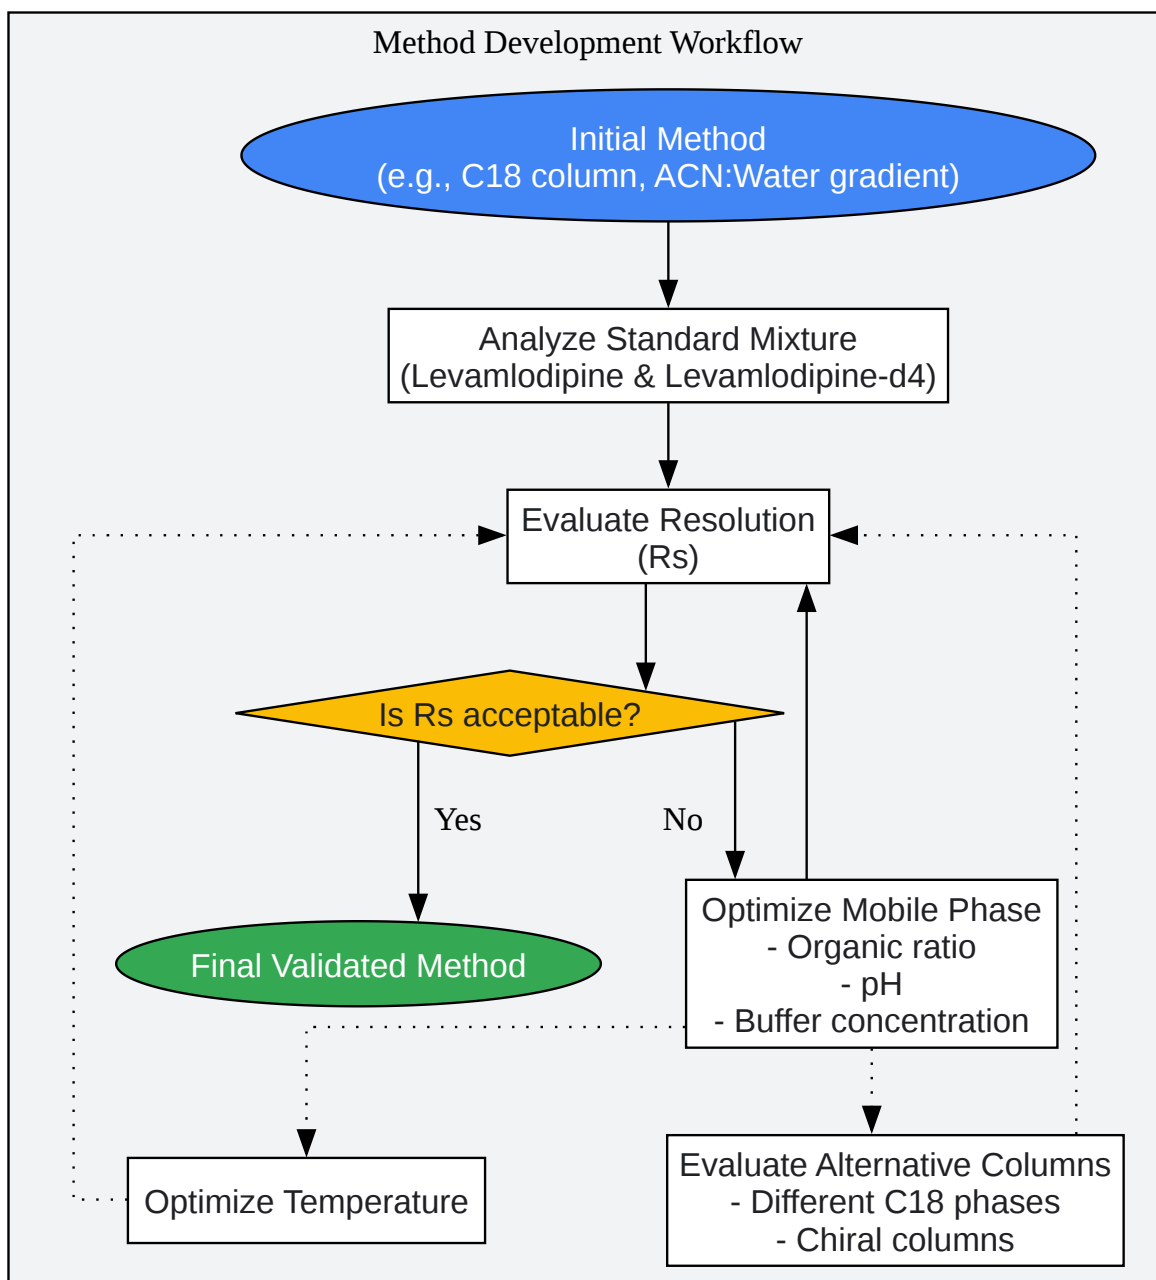 Method Development Workflow
Initial Method
(e.g., C18 column, ACN:Water gradient)
Analyze Standard Mixture
(Levamlodipine & Levamlodipine-d4)
Evaluate Resolution
(Rs)
Is Rs acceptable?
Yes
No
Optimize Mobile Phase
- Organic ratio
- pH
- Buffer concentration
Final Validated Method
Optimize Temperature
Evaluate Alternative Columns
- Different C18 phases
- Chiral columns